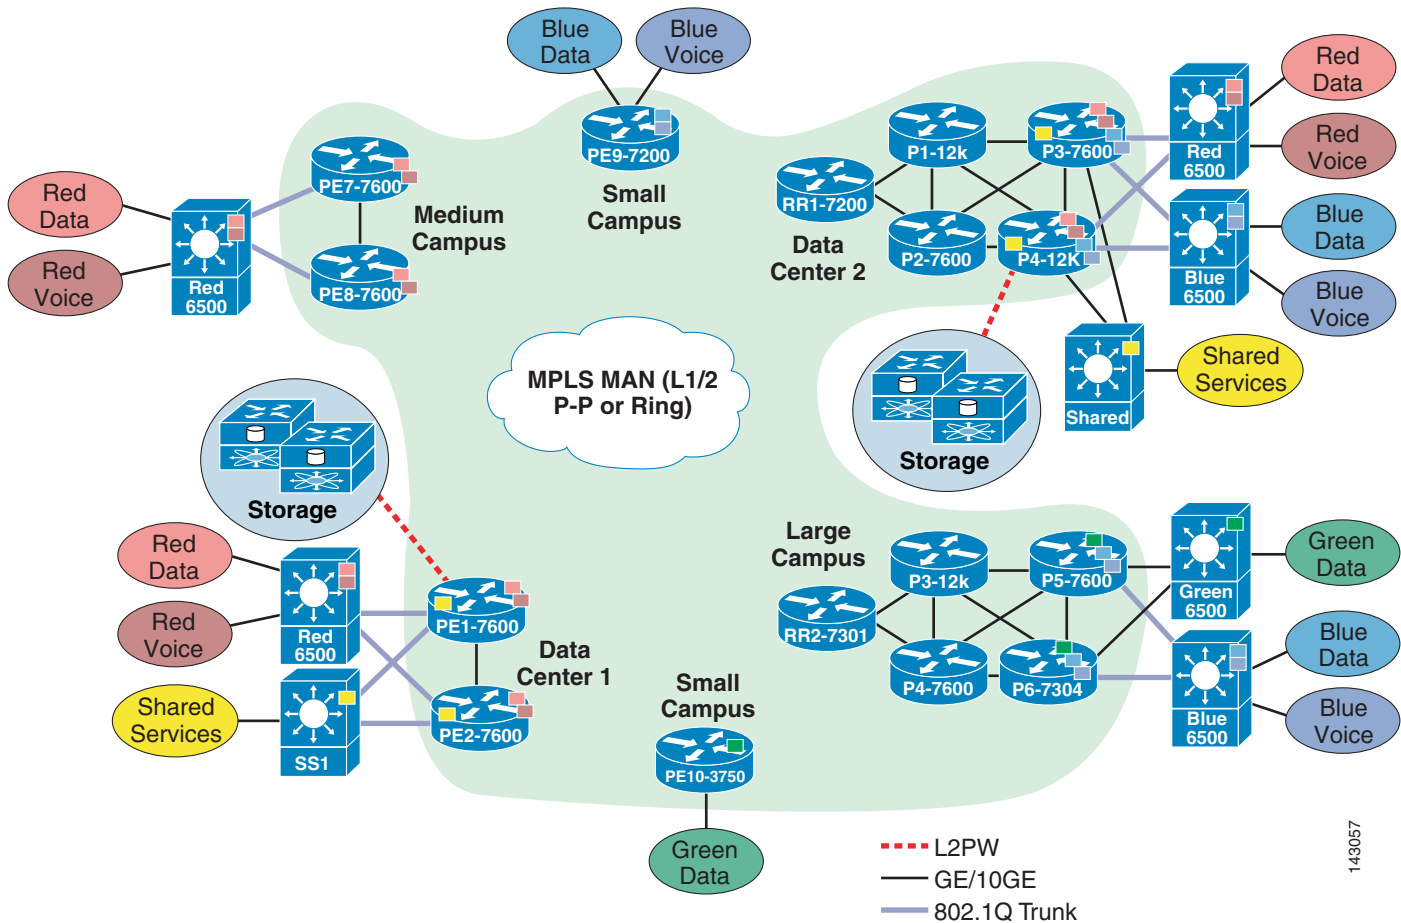 Blue
Data
Blue
Voice
PE9-7200
Small
Campus
Red
Data
Red
Voice
Red
6500
PE7-7600
PE8-7600
Medium
Campus
P1-12k
P3-7600
RR1-7200
P2-7600
P4-12K
Data
Center 2
Red
6500
Red
Data
Red
Voice
Blue
6500
Blue
Data
Blue
Voice
Shared
Shared
Services
Storage
MPLS MAN (L1/2
P-P or Ring)
Storage
Red
Data
Red
Voice
Red
6500
Shared
Services
SS1
PE1-7600
PE2-7600
Data
Center 1
Small
Campus
PE10-3750
Green
Data
Large
Campus
P3-12k
P5-7600
RR2-7301
P4-7600
P6-7304
Green
6500
Green
Data
Blue
6500
Blue
Data
Blue
Voice
L2PW
GE/10GE
802.1Q Trunk
143057